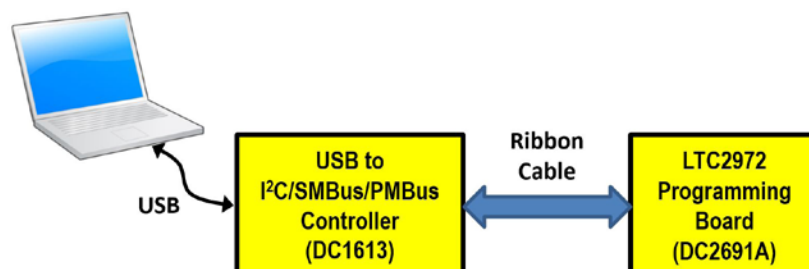 USB
USB to
I²C/SMBus/PMBus
Controller
(DC1613)
Ribbon
Cable
LTC2972
Programming
Board
(DC2691A)